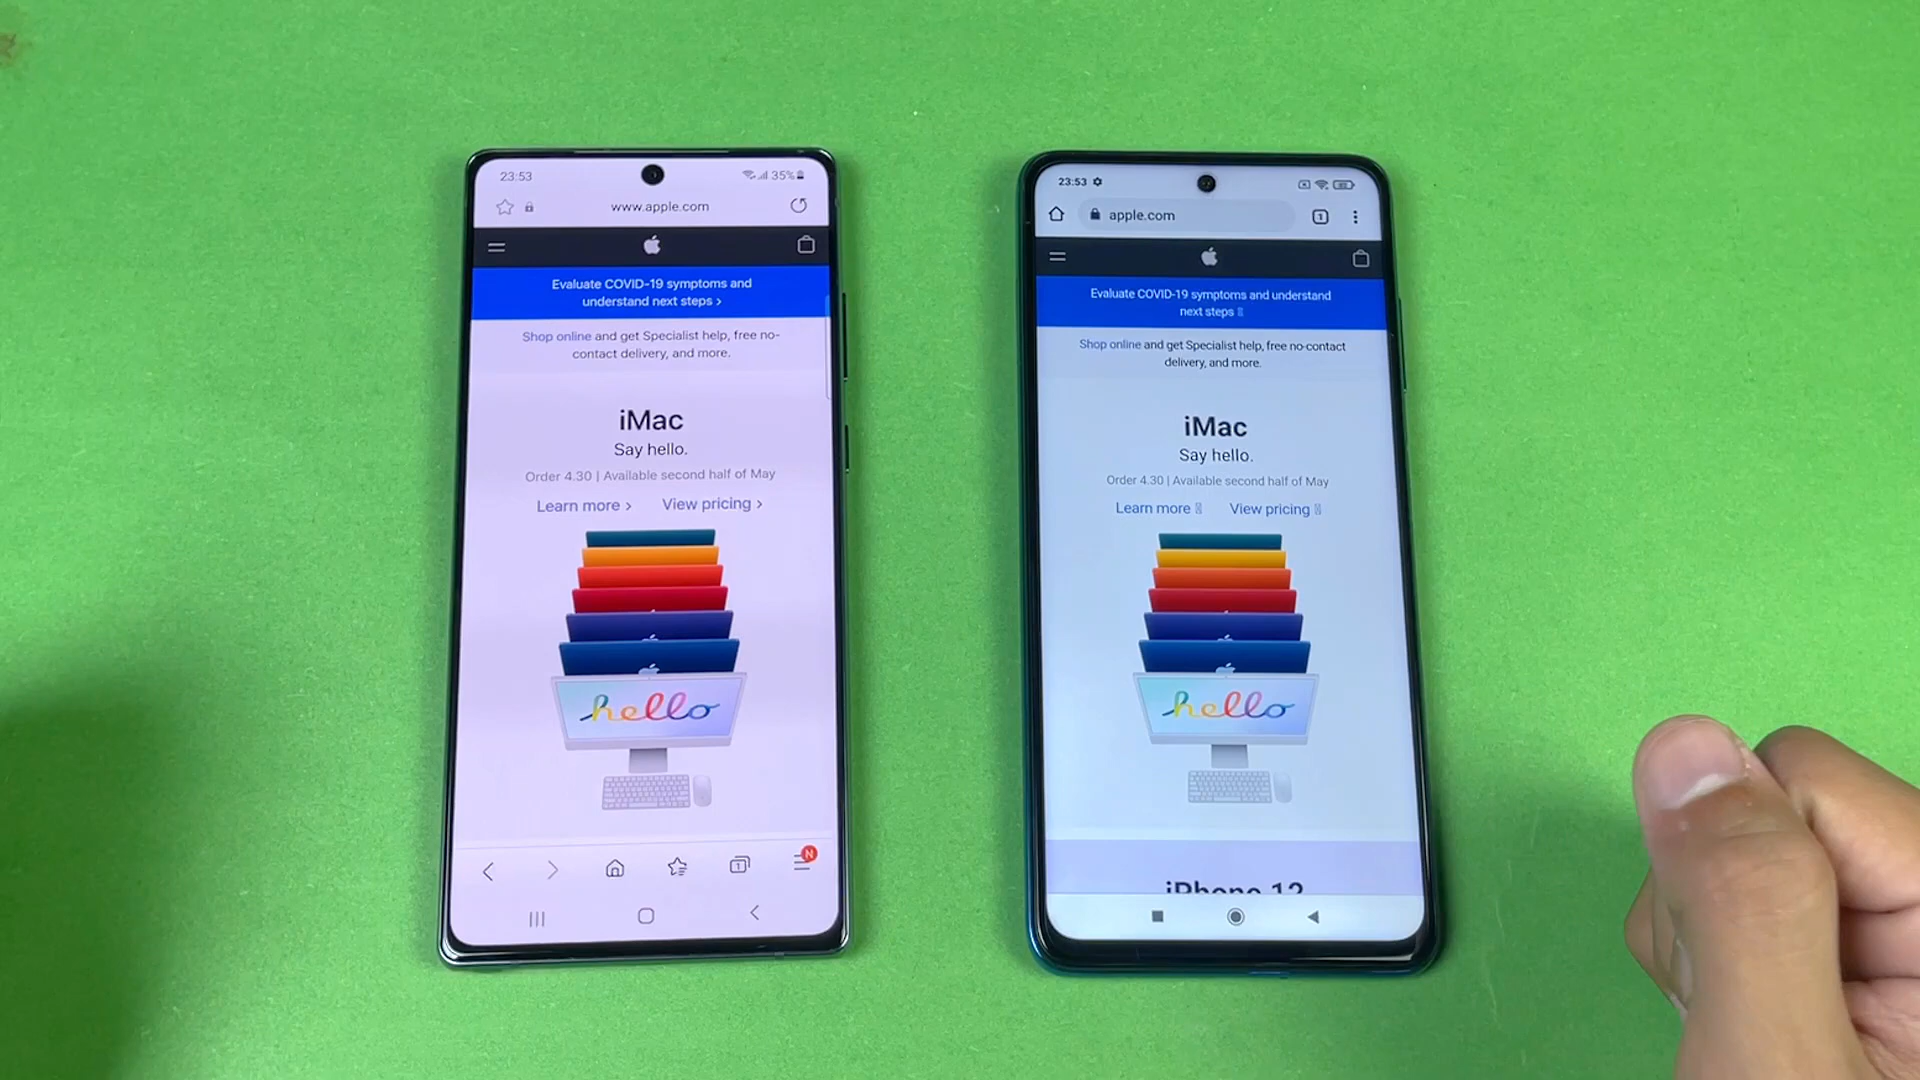 23:53
35%
www.apple.com
Evaluate COVID-19 symptoms and
understand next steps >
Shop online and get Specialist help, free no-
contact delivery, and more.
iMac
Say hello.
Order 4.30 | Available second half of May
Learn more > View pricing >
hello
1
N
23:53
apple.com
1
Evaluate COVID-19 symptoms and understand
next steps
Shop online and get Specialist help, free no-contact
delivery, and more.
iMac
Say hello.
Order 4.30 | Available second half of May
Learn more View pricing
hello
iPhone 12